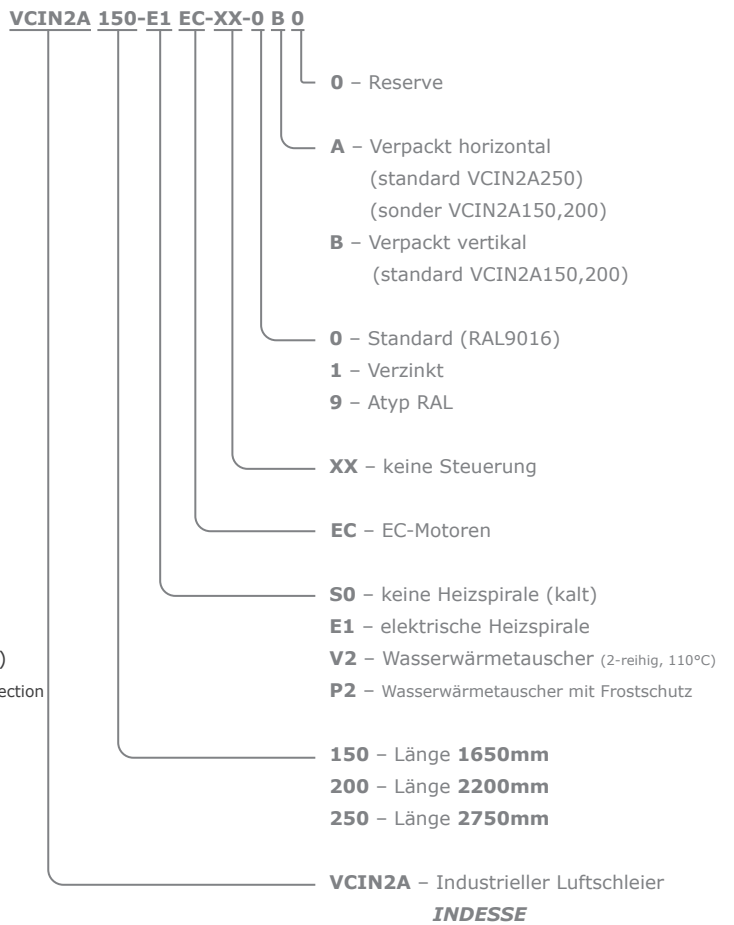 VCIN2A 150-E1 EC-XX-0 B 0
0 – Reserve
A – Verpackt horizontal
(standard VCIN2A250)
(sonder VCIN2A150,200)
B – Verpackt vertikal
(standard VCIN2A150,200)
0 – Standard (RAL9016)
1 – Verzinkt
9 – Atyp RAL
XX – keine Steuerung
EC – EC-Motoren
S0 – keine Heizspirale (kalt)
E1 – elektrische Heizspirale
)
V2 – Wasserwärmetauscher (2-reihig, 110°C)
ection
P2 – Wasserwärmetauscher mit Frostschutz
150 – Länge 1650mm
200 – Länge 2200mm
250 – Länge 2750mm
VCIN2A – Industrieller Luftschleier
INDESSE